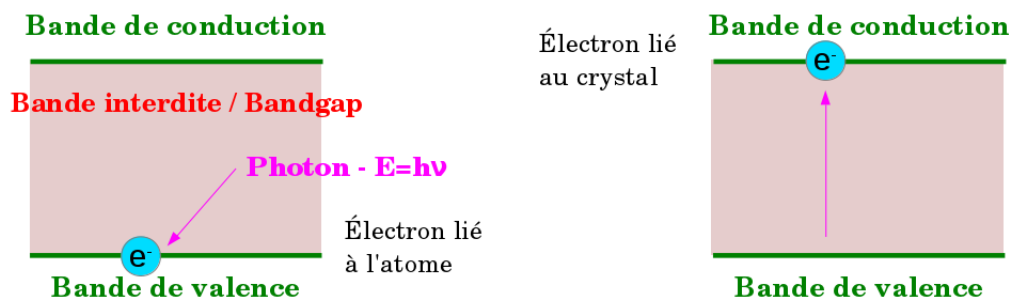 Bande de conduction
Bande interdite / Bandgap
Photon - E=hν
e-
Électron lié
à l'atome
Bande de valence
Électron lié
au crystal
Bande de conduction
e-
Bande de valence